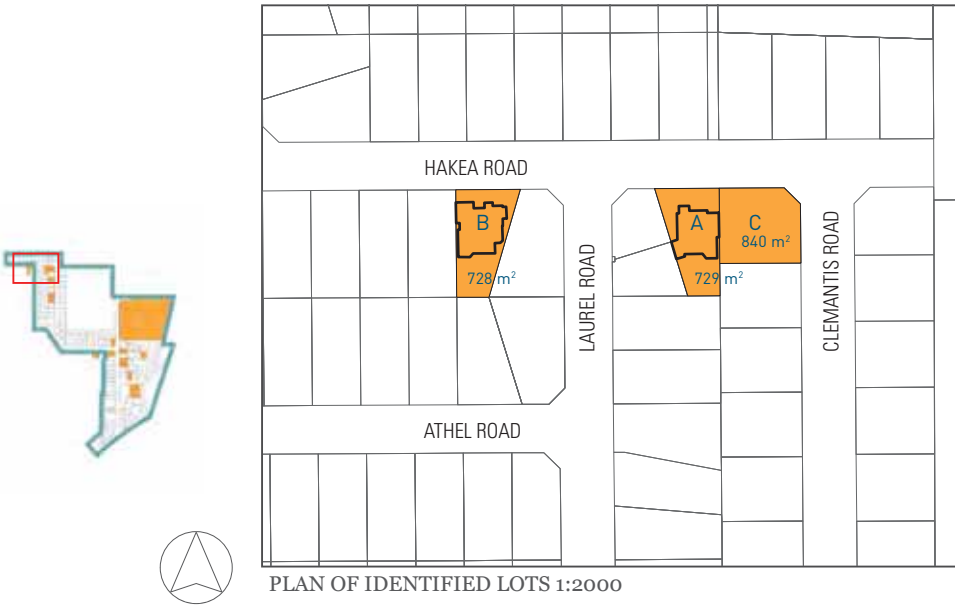 HAKEA ROAD
B
A
C
840 m²
728 m²
729 m²
LAUREL ROAD
CLEMANTIS ROAD
ATHEL ROAD
PLAN OF IDENTIFIED LOTS 1:2000